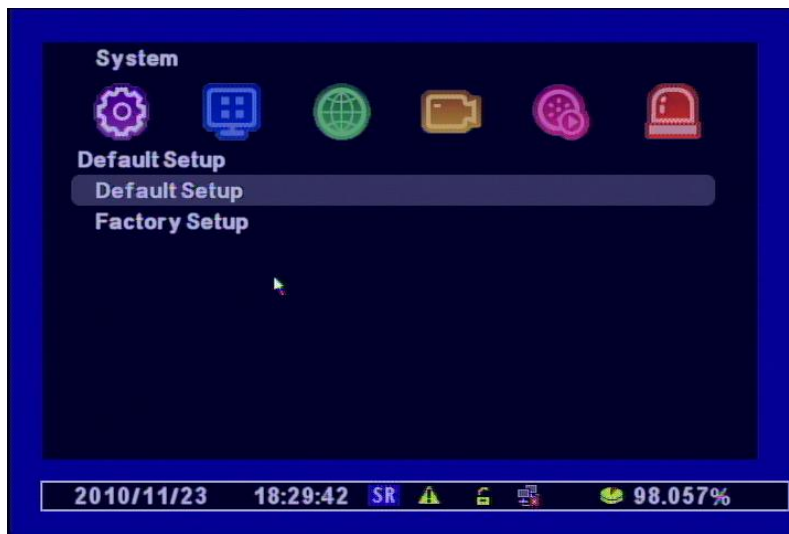 System
Default Setup
Default Setup
Factory Setup
2010/11/23 18:29:42 SR 98.057%